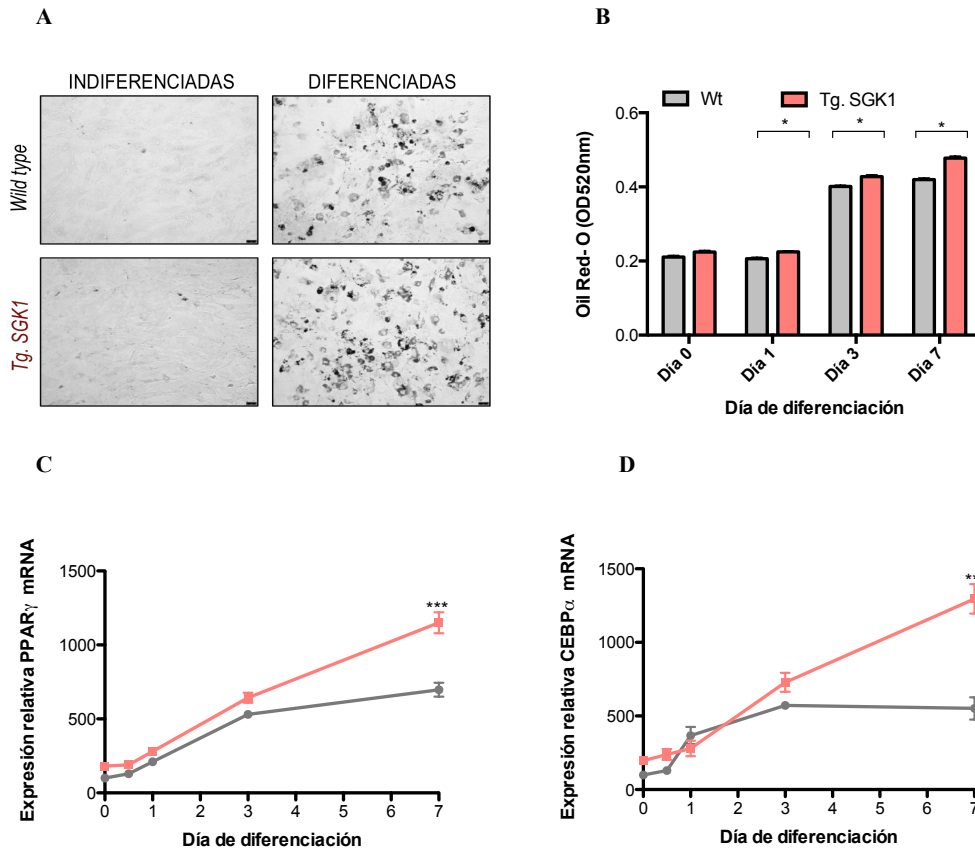 A
INDIFERENCIADAS
DIFERENCIADAS
Wild type
Tg. SGK1
B
Wt
Tg. SGK1
Oil Red- O (OD520nm)
0.6
0.4
0.2
0.0
*
*
*
Día 0
Día 1
Día 3
Día 7
Día de diferenciación
C
Expresión relativa PPARγ mRNA
1500
1000
500
0
***
0 1 2 3 4 5 6 7
Día de diferenciación
D
Expresión relativa CEBPα mRNA
1500
1000
500
0
**
0 1 2 3 4 5 6 7
Día de diferenciación